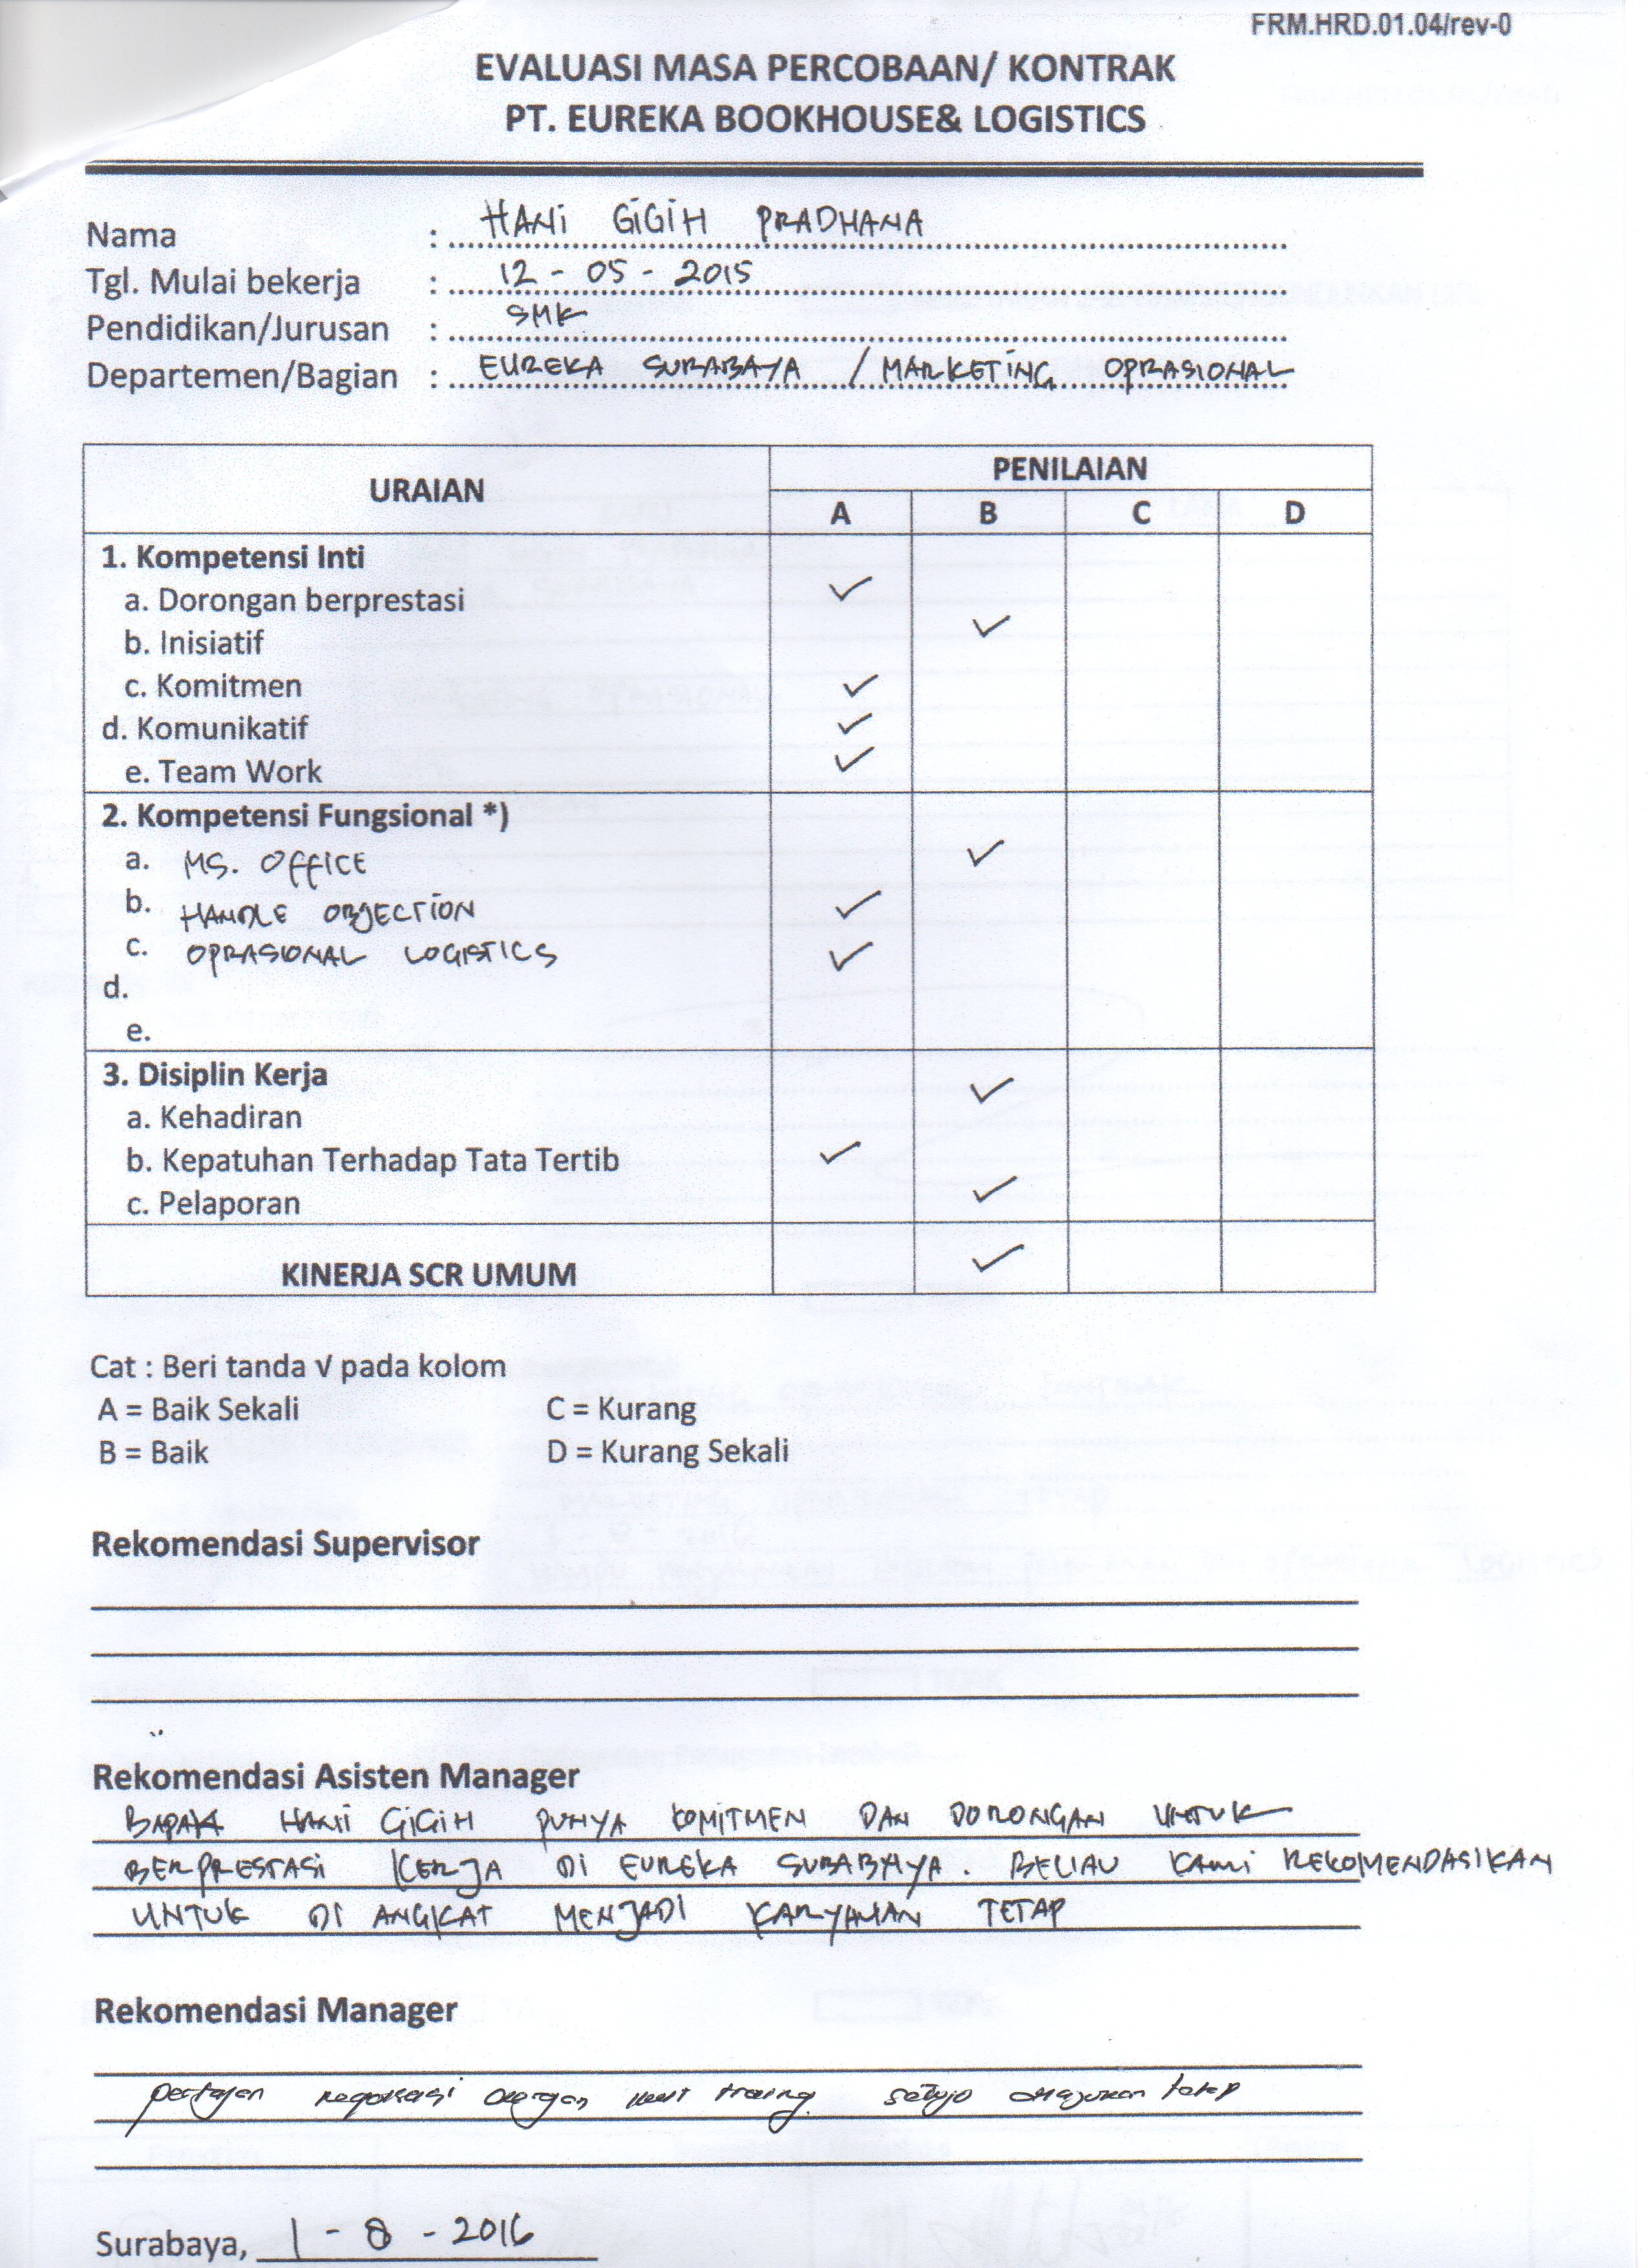 FRM.HRD.01.04/rev-0
EVALUASI MASA PERCOBAAN/ KONTRAK
PT. EUREKA BOOKHOUSE& LOGISTICS
Nama : HANi GiGiH PRADHANA
Tgl. Mulai bekerja : 12 - 05 - 2015
Pendidikan/Jurusan : SMK
Departemen/Bagian : EUREKA SURABAYA / MARKETING OPRASIONAL
URAIAN PENILAIAN
A B C D
1. Kompetensi Inti
a. Dorongan berprestasi ✓
b. Inisiatif ✓
c. Komitmen ✓
d. Komunikatif ✓
e. Team Work ✓
2. Kompetensi Fungsional *)
a. MS. OFFICE ✓
b. HANDLE OBJECTION ✓
c. OPRASIONAL LOGISTICS ✓
d.
e.
3. Disiplin Kerja
a. Kehadiran ✓
b. Kepatuhan Terhadap Tata Tertib ✓
c. Pelaporan ✓
KINERJA SCR UMUM ✓
Cat : Beri tanda √ pada kolom
A = Baik Sekali C = Kurang
B = Baik D = Kurang Sekali
Rekomendasi Supervisor
Rekomendasi Asisten Manager
BAPAK HANI GiGiH PUNYA KOMITMEN DAN DORONGAN UNTUK
BERPRESTASi KERJA Di EUREKA SURABAYA. BELIAU KAMi REKOMENDASIKAN
UNTUK DI ANGKAT MENJADI KARYAWAN TETAP
Rekomendasi Manager
pertajam negosiasi dengan training. setujo diajukan tetap
Surabaya, 1 - 8 - 2016